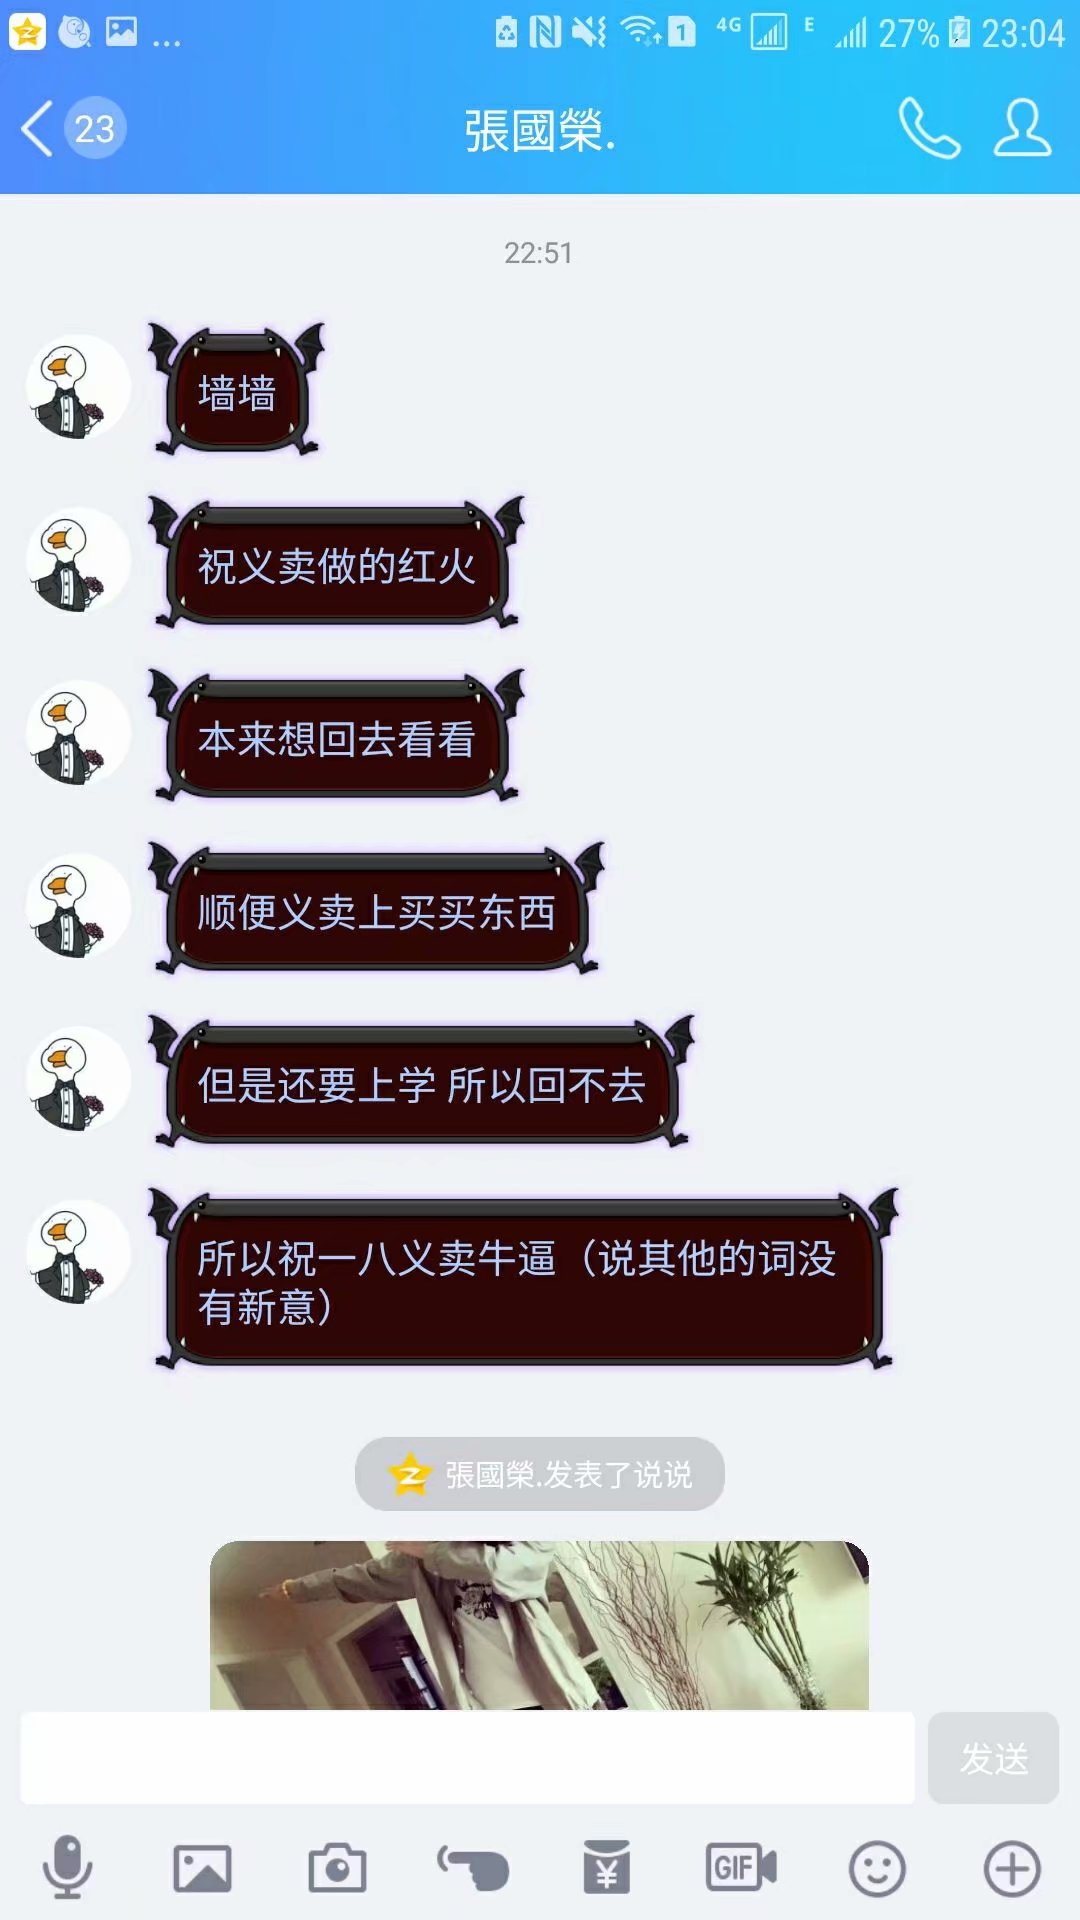 4G E 27% 23:04
23
張國榮.
22:51
墙墙
祝义卖做的红火
本来想回去看看
顺便义卖上买买东西
但是还要上学 所以回不去
所以祝一八义卖牛逼（说其他的词没
有新意）
張國榮.发表了说说
发送
GIF